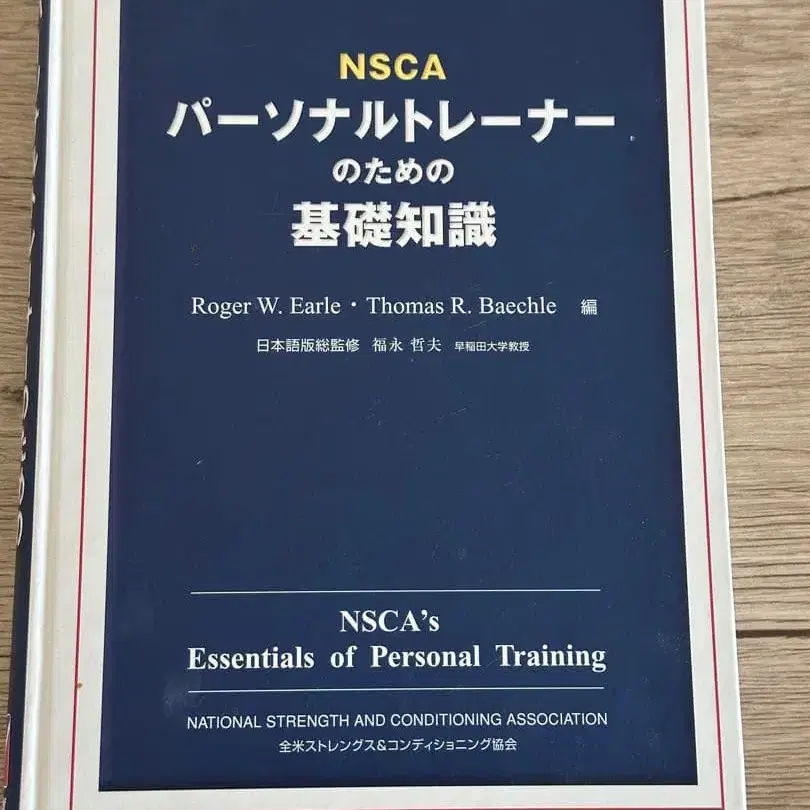 NSCA
パーソナルトレーナー
のための
基礎知識
Roger W. Earle・Thomas R. Baechle 編
日本語版総監修 福永 哲夫 早稲田大学教授
NSCA's
Essentials of Personal Training
NATIONAL STRENGTH AND CONDITIONING ASSOCIATION
全米ストレングス&コンディショニング協会